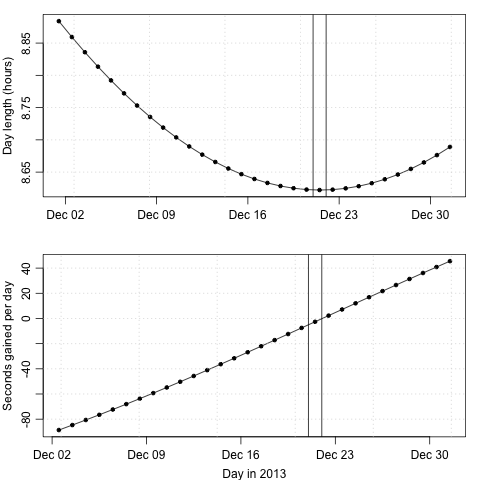 Day length (hours)
8.85
8.75
8.65
Dec 02 Dec 09 Dec 16 Dec 23 Dec 30
Seconds gained per day
40
20
0
-40
-80
Dec 02 Dec 09 Dec 16 Dec 23 Dec 30
Day in 2013